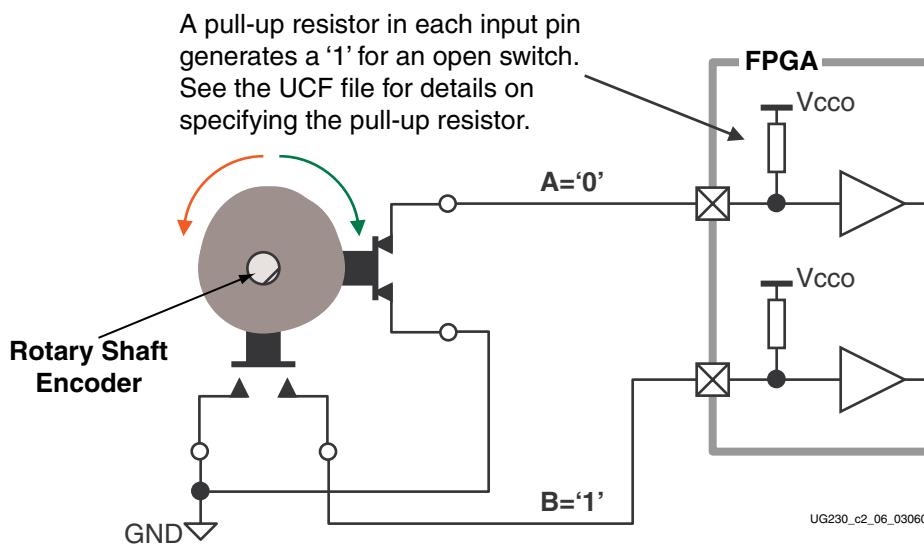 A pull-up resistor in each input pin
generates a ‘1’ for an open switch.
See the UCF file for details on
specifying the pull-up resistor.
FPGA
Vcco
A=‘0’
Vcco
Rotary Shaft
Encoder
B=‘1’
GND
UG230_c2_06_03060